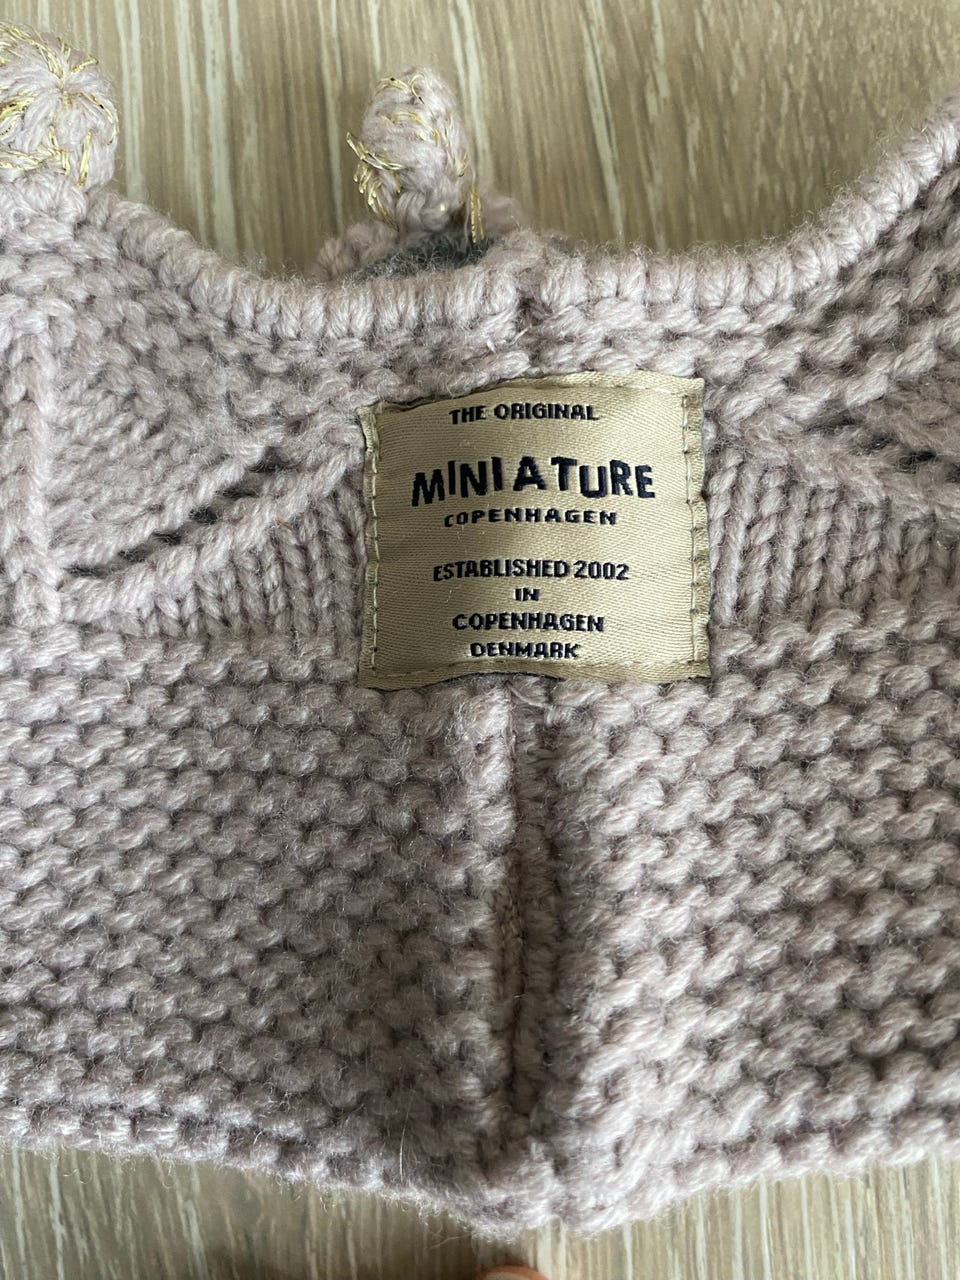 THE ORIGINAL
MINIATURE
COPENHAGEN
ESTABLISHED 2002
IN
COPENHAGEN
DENMARK